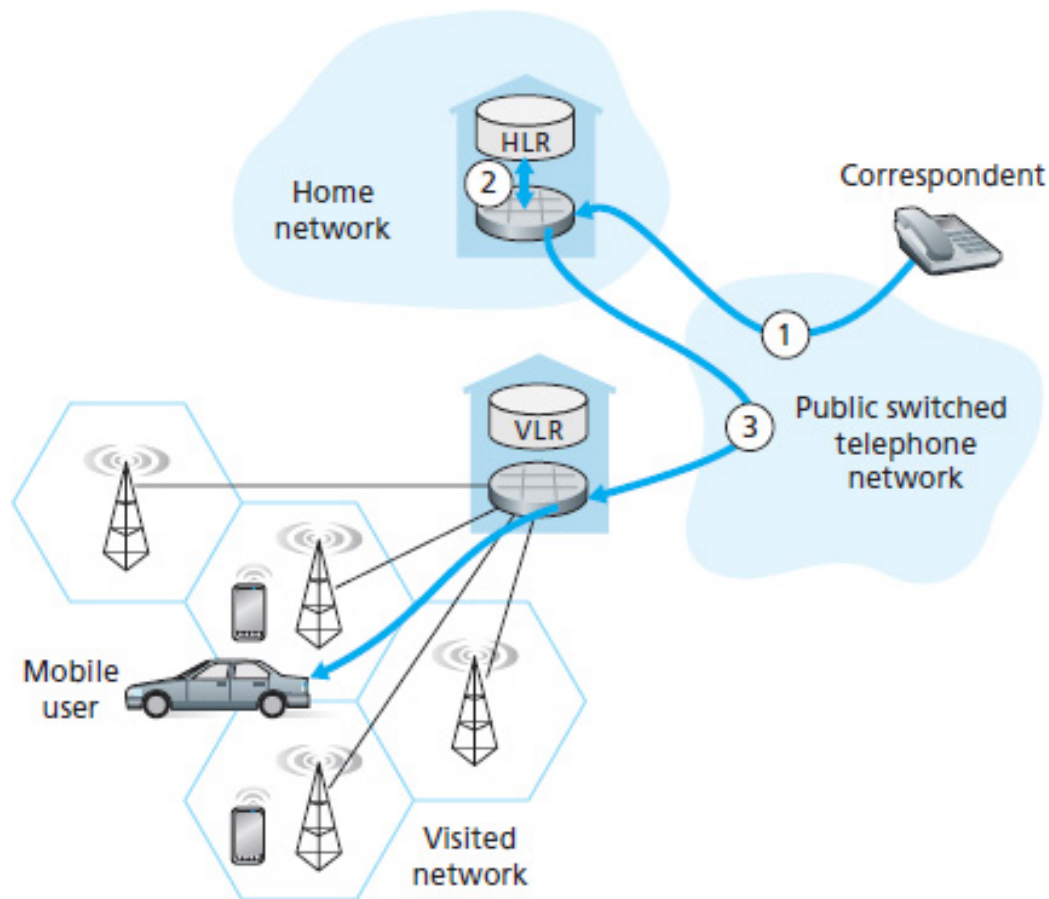 HLR
2
Home
network
Correspondent
1
VLR
3
Public switched
telephone
network
Mobile
user
Visited
network